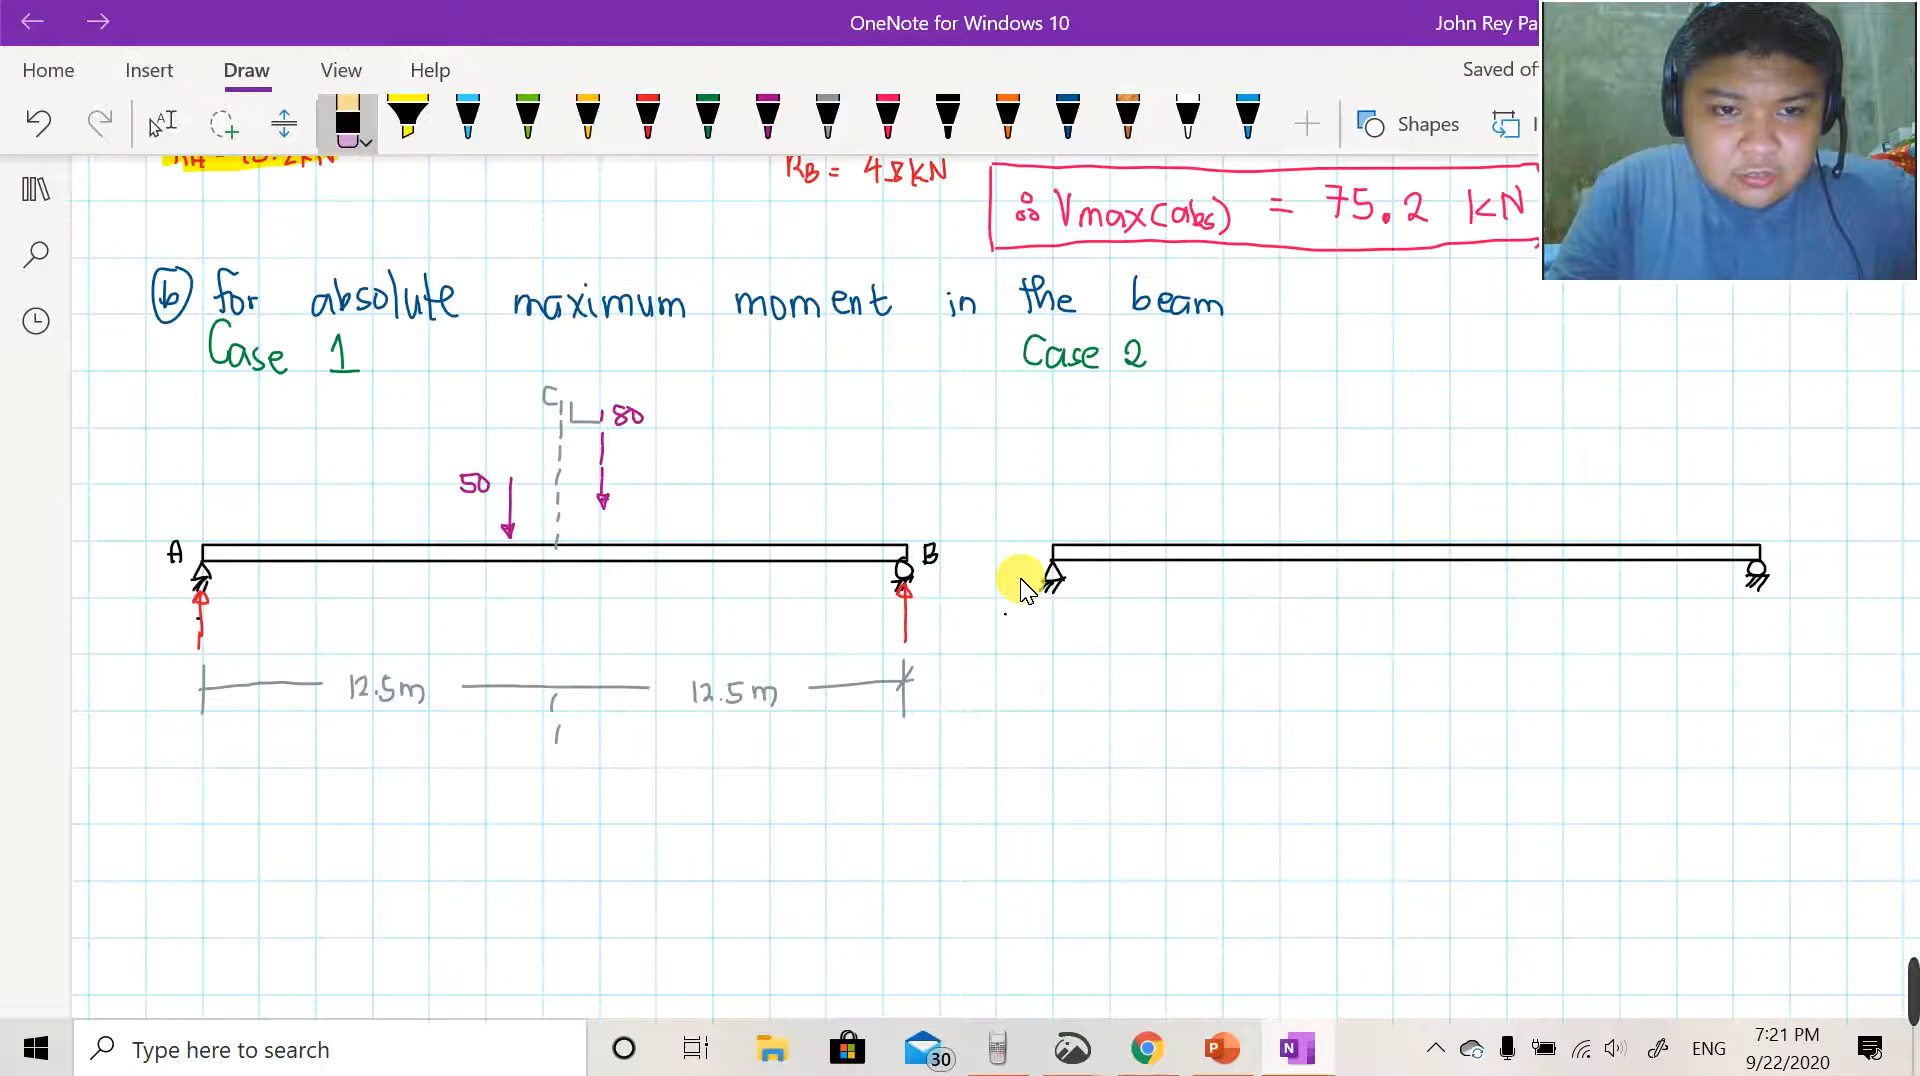 OneNote for Windows 10
John Rey Pa
Home Insert Draw View Help
Saved of
Shapes
RB = 48 KN
∴ Vmax(abs) = 75.2 KN
b for absolute maximum moment in the beam
Case 1
Case 2
80
50
A
B
12.5m
12.5m
Type here to search
30
P
N
ENG
7:21 PM
9/22/2020